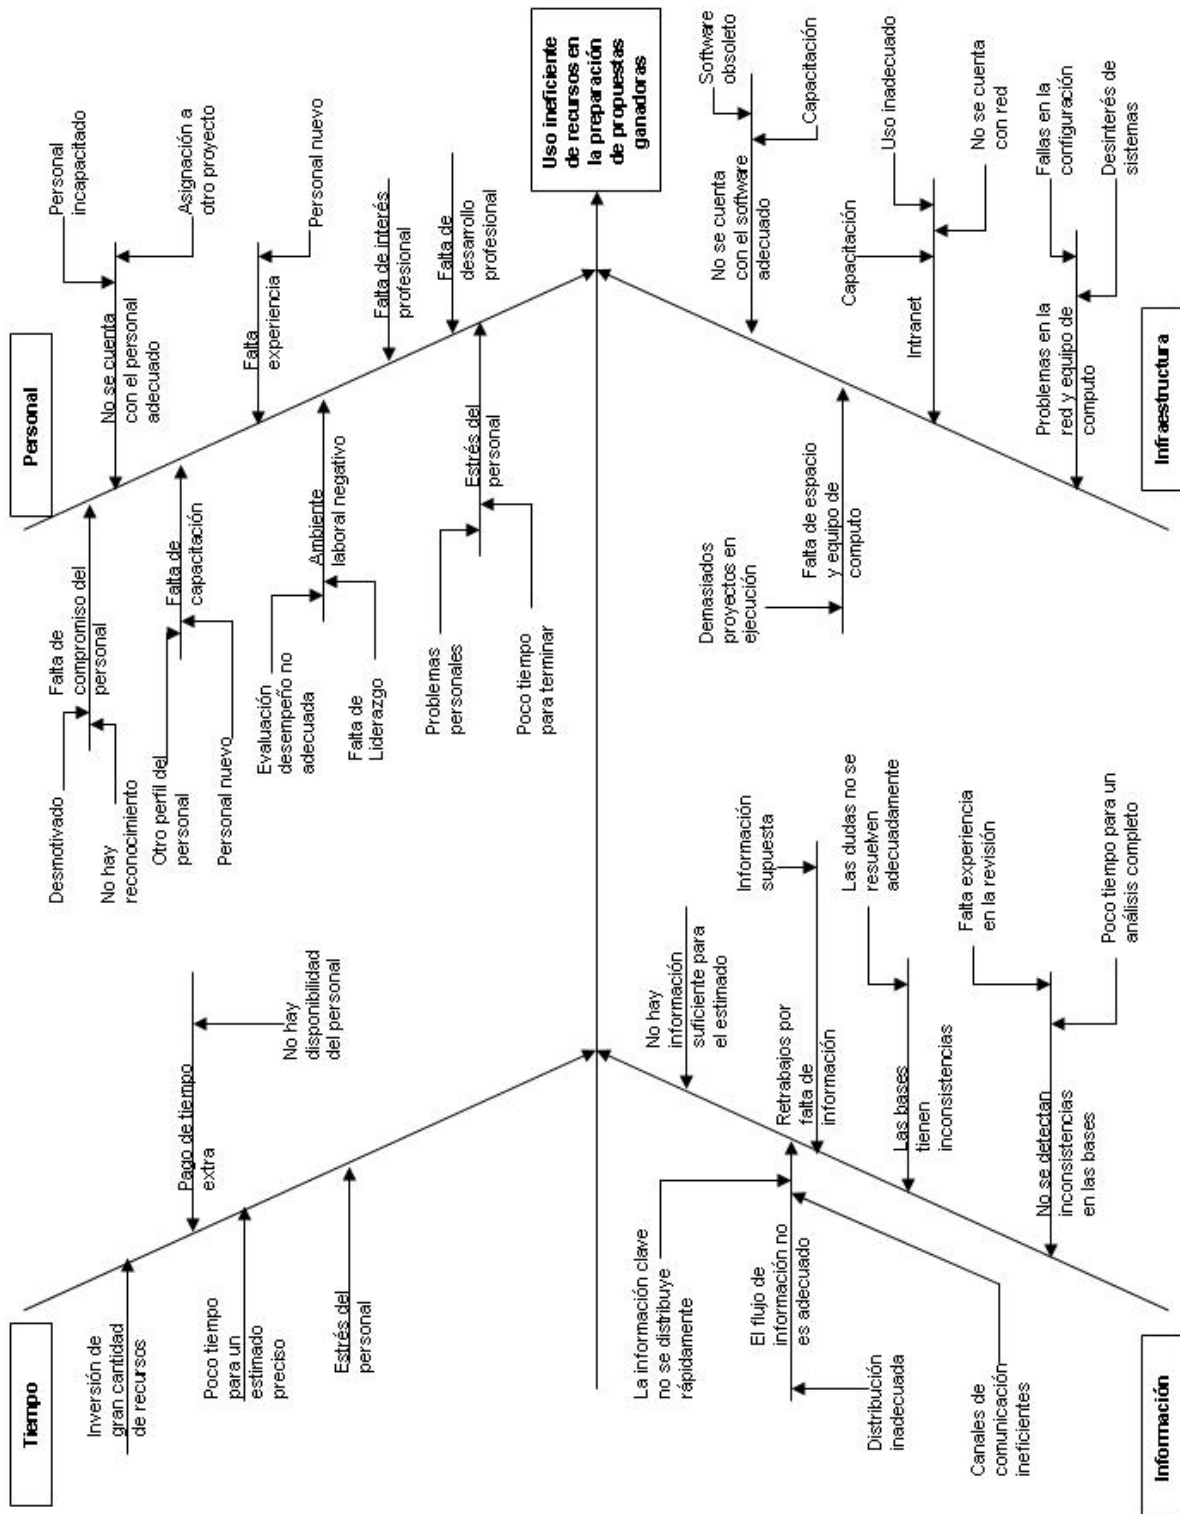 Tiempo
Inversión de
gran cantidad
de recursos
Pago de tiempo
extra
No hay
disponibilidad
del personal
Poco tiempo
para un
estimado
preciso
Estrés del
personal
Personal
Desmotivado
No hay
reconocimiento
Falta de
compromiso del
personal
Personal
incapacitado
No se cuenta
con el personal
adecuado
Asignación a
otro proyecto
Otro perfil del
personal
Personal nuevo
Falta de
capacitación
Falta
experiencia
Personal nuevo
Evaluación
desempeño no
adecuada
Ambiente
laboral negativo
Falta de
Liderazgo
Falta de interés
profesional
Falta de
desarrollo
profesional
Problemas
personales
Estrés del
personal
Poco tiempo
para terminar
Uso ineficiente
de recursos en
la preparación
de propuestas
ganadoras
La información clave
no se distribuye
rápidamente
El flujo de
información no
es adecuado
Distribución
inadecuada
Canales de
comunicación
ineficientes
No hay
información
suficiente para
el estimado
Información
supuesta
Retrabajos por
falta de
información
Las dudas no se
resuelven
adecuadamente
Las bases
tienen
inconsistencias
Falta experiencia
en la revisión
No se detectan
inconsistencias
en las bases
Poco tiempo para un
análisis completo
Información
Demasiados
proyectos en
ejecución
Falta de espacio
y equipo de
computo
Software
obsoleto
No se cuenta
con el software
adecuado
Capacitación
Capacitación
Uso inadecuado
Intranet
No se cuenta
con red
Fallas en la
configuración
Problemas en la
red y equipo de
computo
Desinterés de
sistemas
Infraestructura